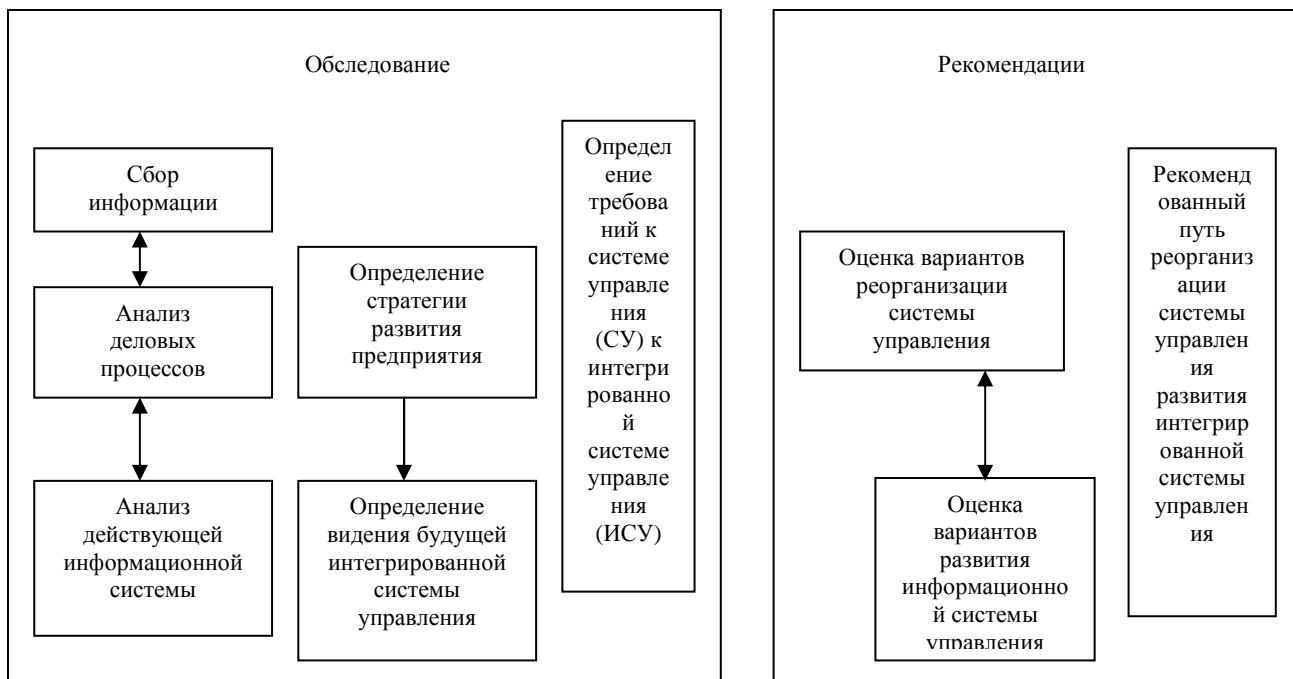 Обследование
Сбор
информации
Анализ
деловых
процессов
Анализ
действующей
информационной
системы
Определение
стратегии
развития
предприятия
Определение
видения будущей
интегрированной
системы
управления
Определ
ение
требова
ний к
системе
управле
ния
(СУ) к
интегри
рованно
й
системе
управле
ния
(ИСУ)
Рекомендации
Оценка вариантов
реорганизации
системы
управления
Оценка
вариантов
развития
информационно
й системы
управления
Рекоменд
ованный
путь
реорганиз
ации
системы
управлен
ия
развития
интегрир
ованной
системы
управлен
ия